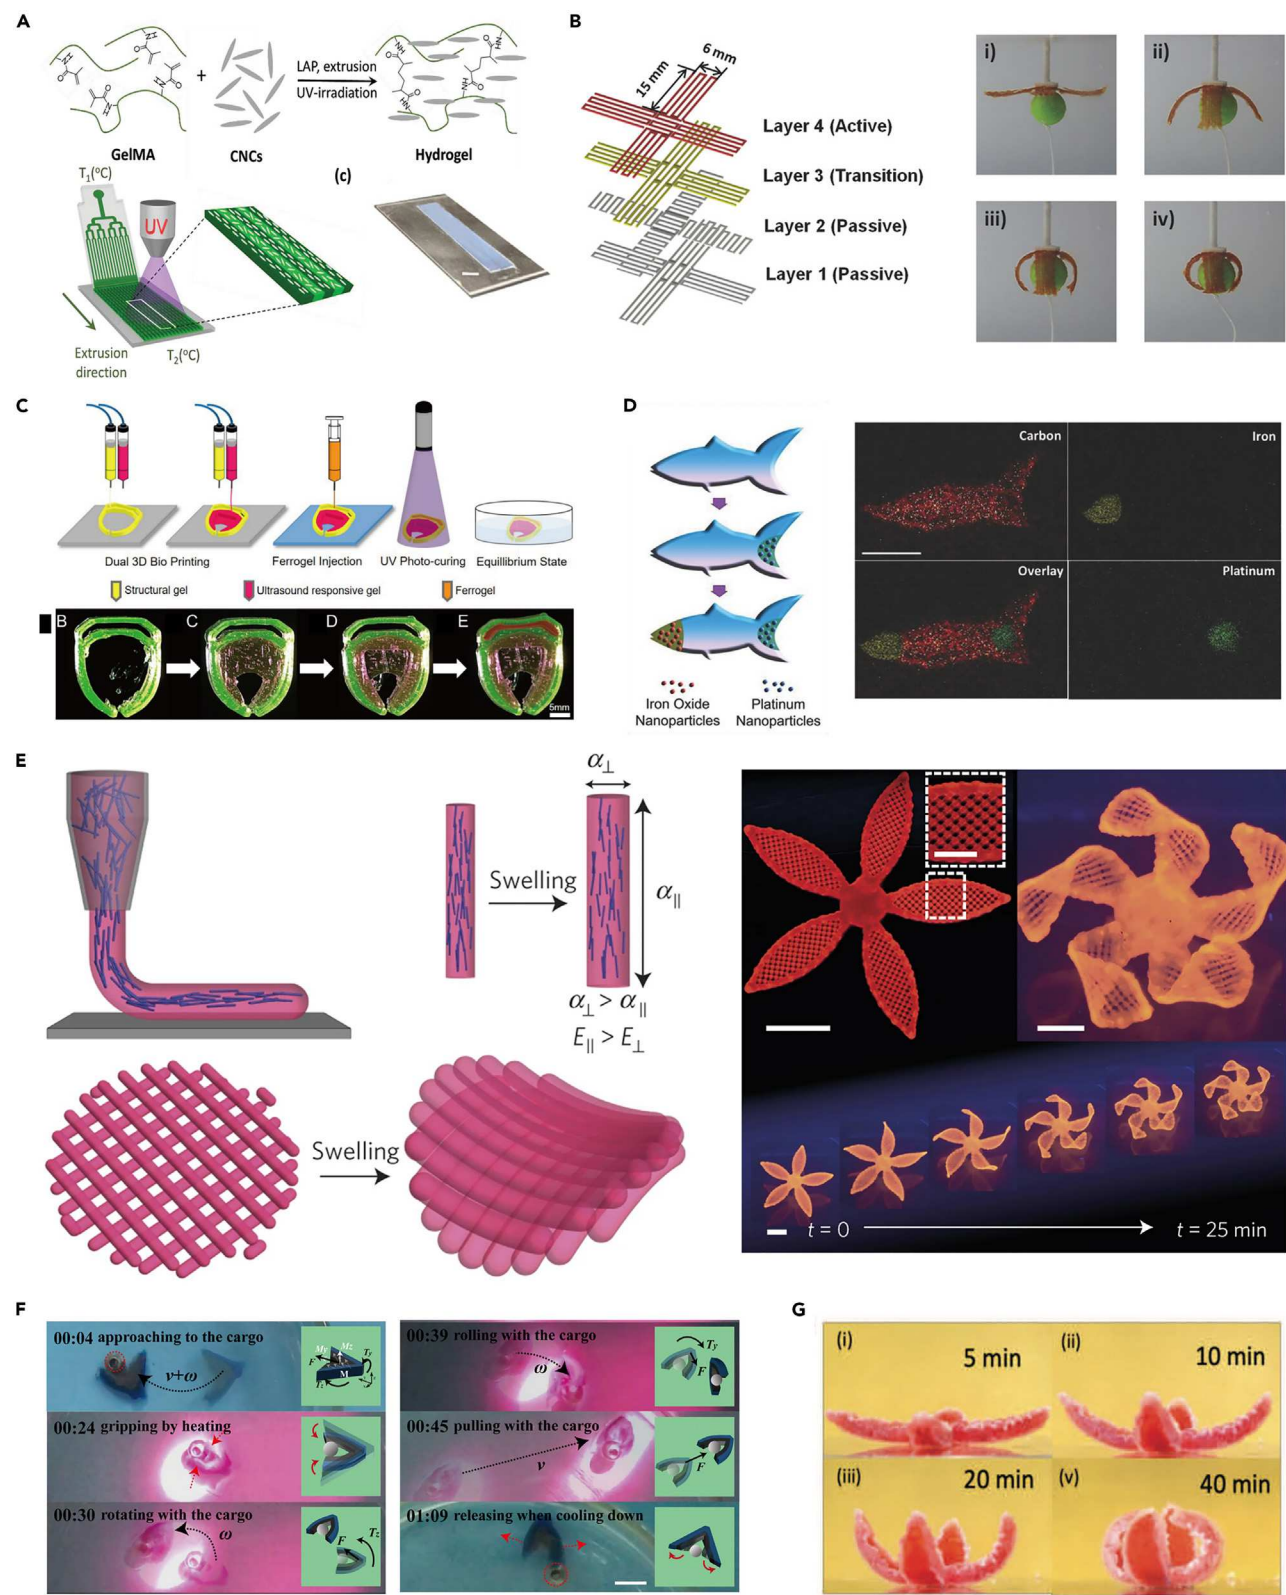 A
LAP, extrusion
UV-irradiation
+
GelMA
CNCs
Hydrogel
T1(°C)
UV
(c)
Extrusion
direction
T2(°C)
B
6 mm
15 mm
Layer 4 (Active)
Layer 3 (Transition)
Layer 2 (Passive)
Layer 1 (Passive)
i)
ii)
iii)
iv)
C
Dual 3D Bio Printing
Ferrogel Injection
UV Photo-curing
Equillibrium State
Structural gel
Ultrasound responsive gel
Ferrogel
B
C
D
E
5mm
D
Iron Oxide
Nanoparticles
Platinum
Nanoparticles
Carbon
Iron
Overlay
Platinum
E
α⊥
Swelling
α||
α⊥ > α||
E|| > E⊥
Swelling
t = 0
t = 25 min
F
00:04 approaching to the cargo
v+ω
00:24 gripping by heating
00:30 rotating with the cargo
ω
F
Tz
00:39 rolling with the cargo
ω
Ty
F
00:45 pulling with the cargo
v
F
01:09 releasing when cooling down
G
(i)
5 min
(ii)
10 min
(iii)
20 min
(v)
40 min